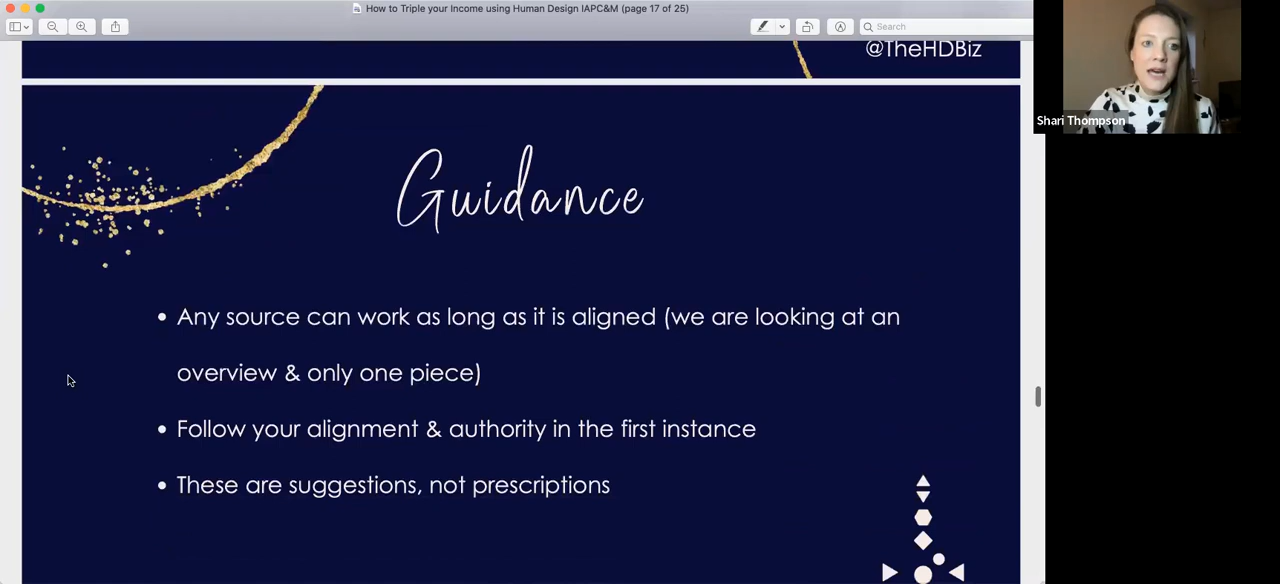 How to Triple your Income using Human Design IAPC&M (page 17 of 25)
Search
@TheHDBiz
Shari Thompson
Guidance
• Any source can work as long as it is aligned (we are looking at an
overview & only one piece)
• Follow your alignment & authority in the first instance
• These are suggestions, not prescriptions